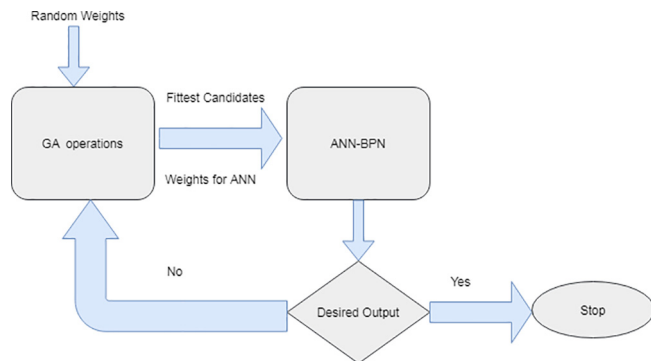 Random Weights
Fittest Candidates
GA operations
ANN-BPN
Weights for ANN
No
Yes
Desired Output
Stop